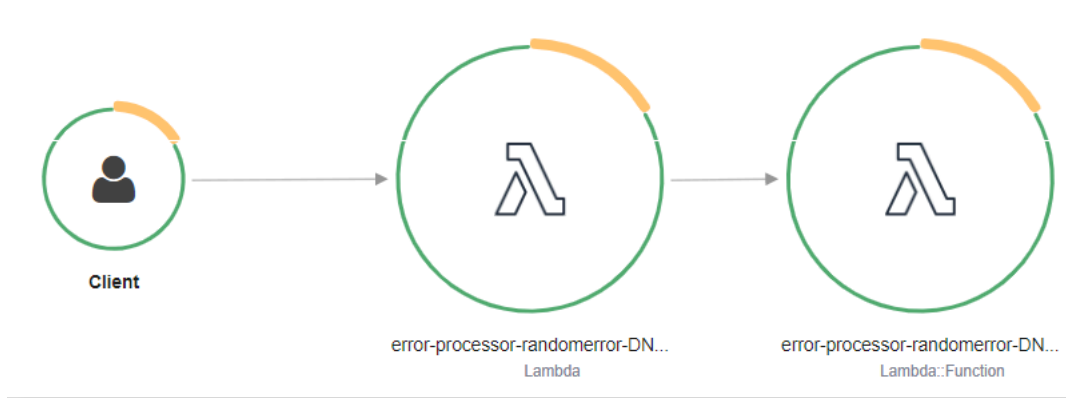 Client
error-processor-randomerror-DN...
Lambda
error-processor-randomerror-DN...
Lambda::Function